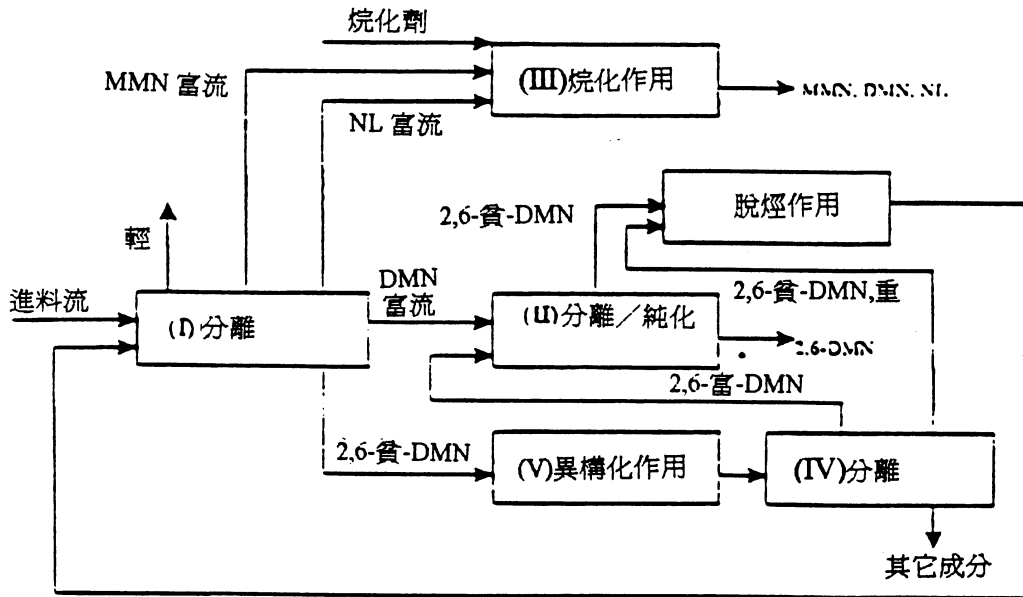 烷化劑
MMN 富流
(III)烷化作用
MMN, DMN, NL
NL 富流
2,6-貧-DMN
脫烴作用
輕
進料流
(I)分離
DMN
富流
(II)分離／純化
2,6-貧-DMN,重
2,6-DMN
2,6-富-DMN
2,6-貧-DMN
(V)異構化作用
(IV)分離
其它成分